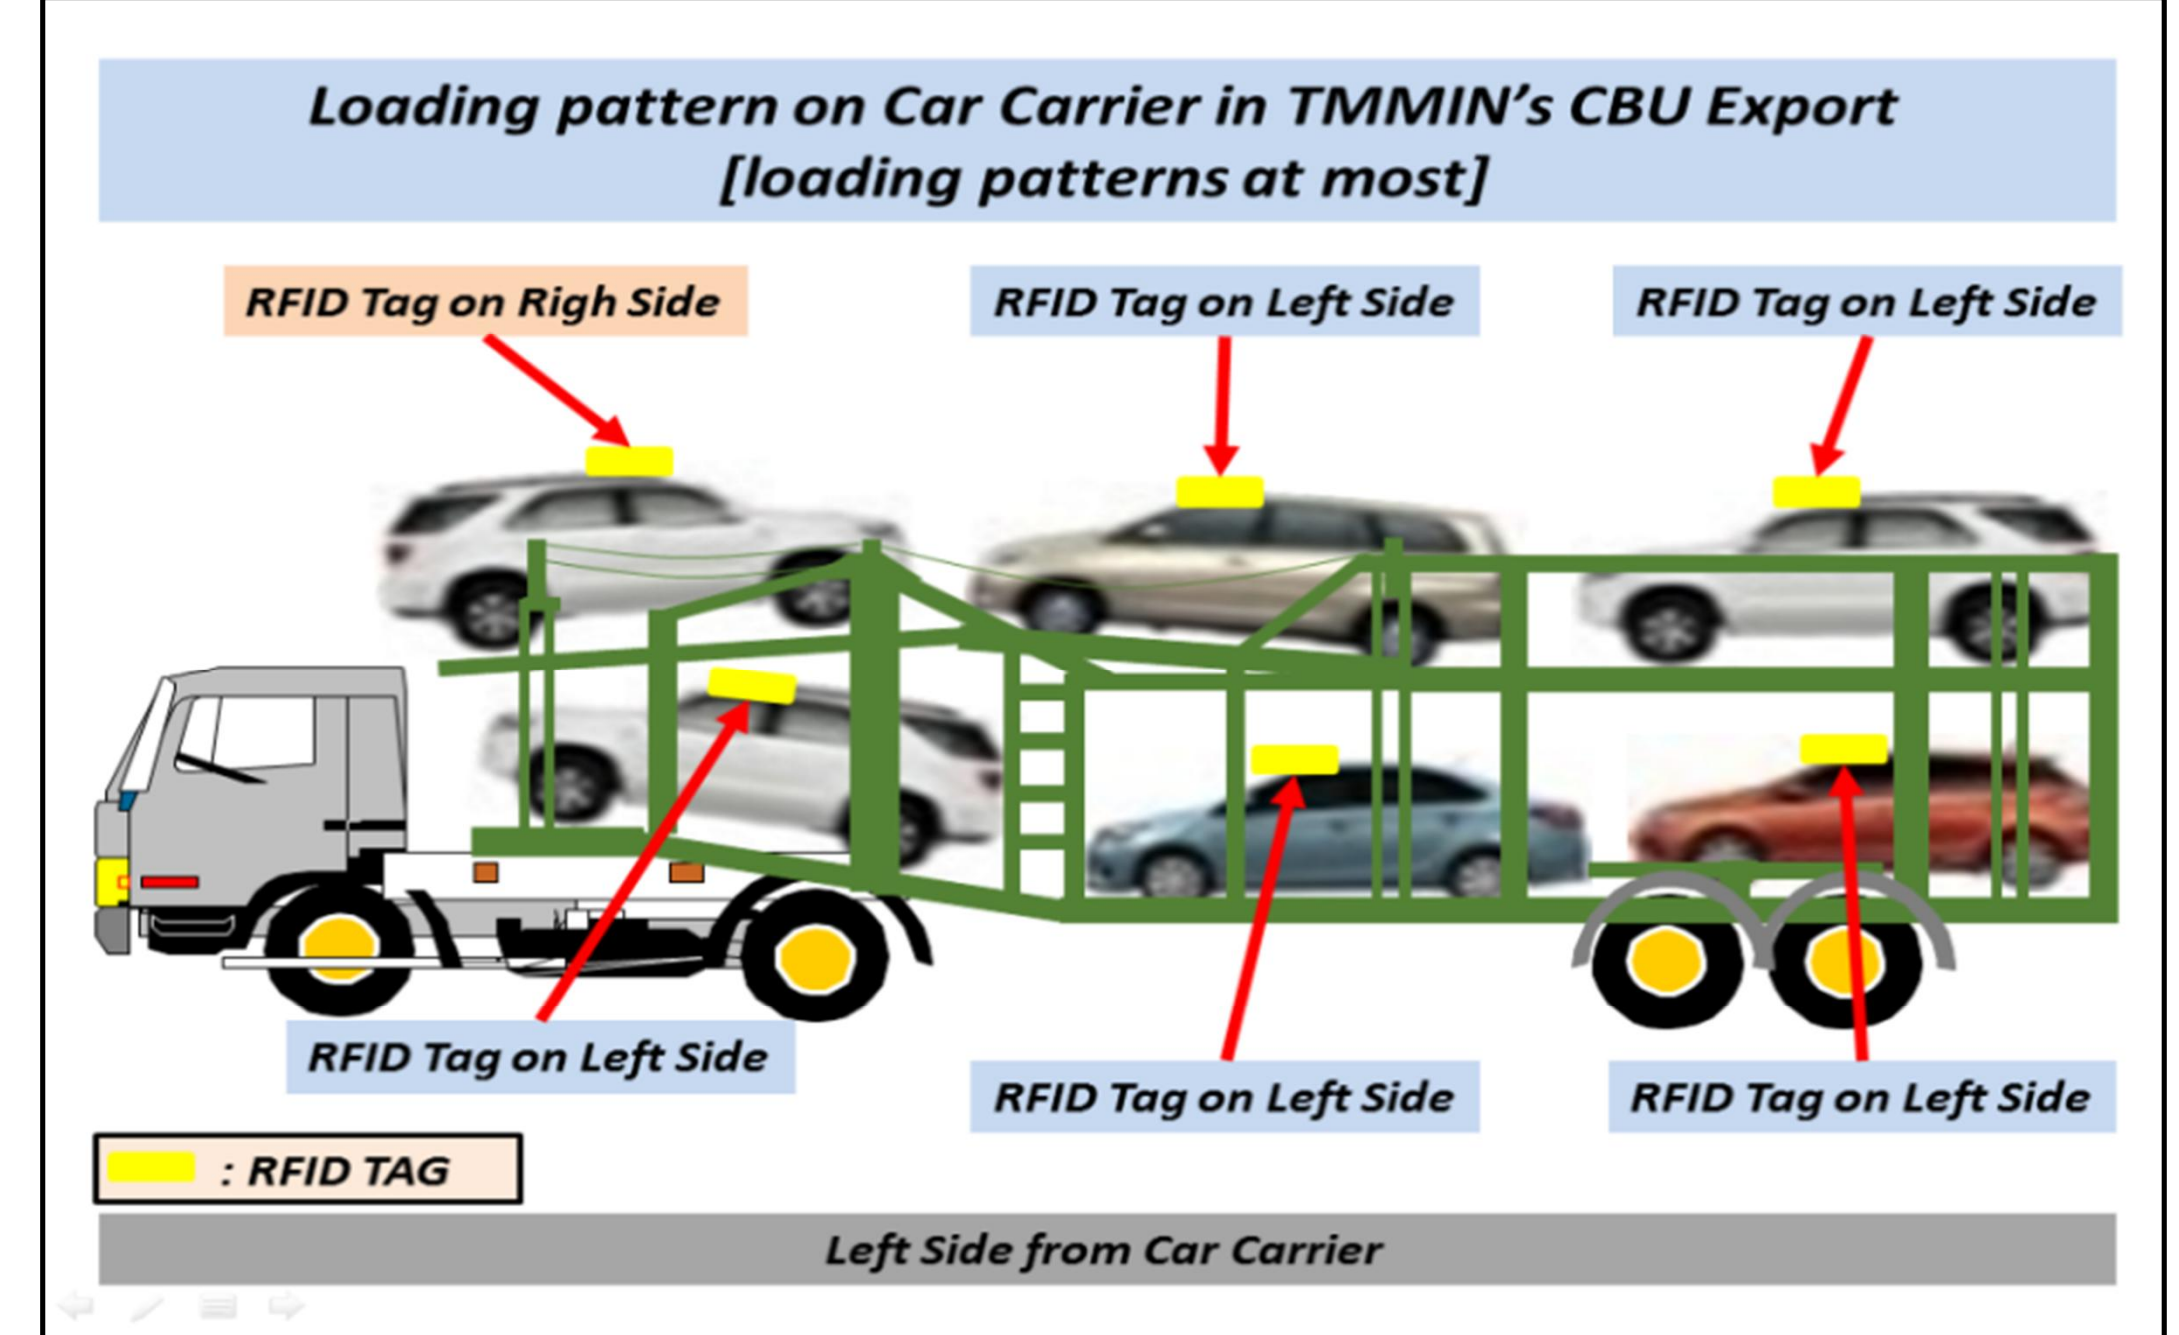 Loading pattern on Car Carrier in TMMIN’s CBU Export
[loading patterns at most]
RFID Tag on Righ Side
RFID Tag on Left Side
RFID Tag on Left Side
RFID Tag on Left Side
RFID Tag on Left Side
RFID Tag on Left Side
: RFID TAG
Left Side from Car Carrier